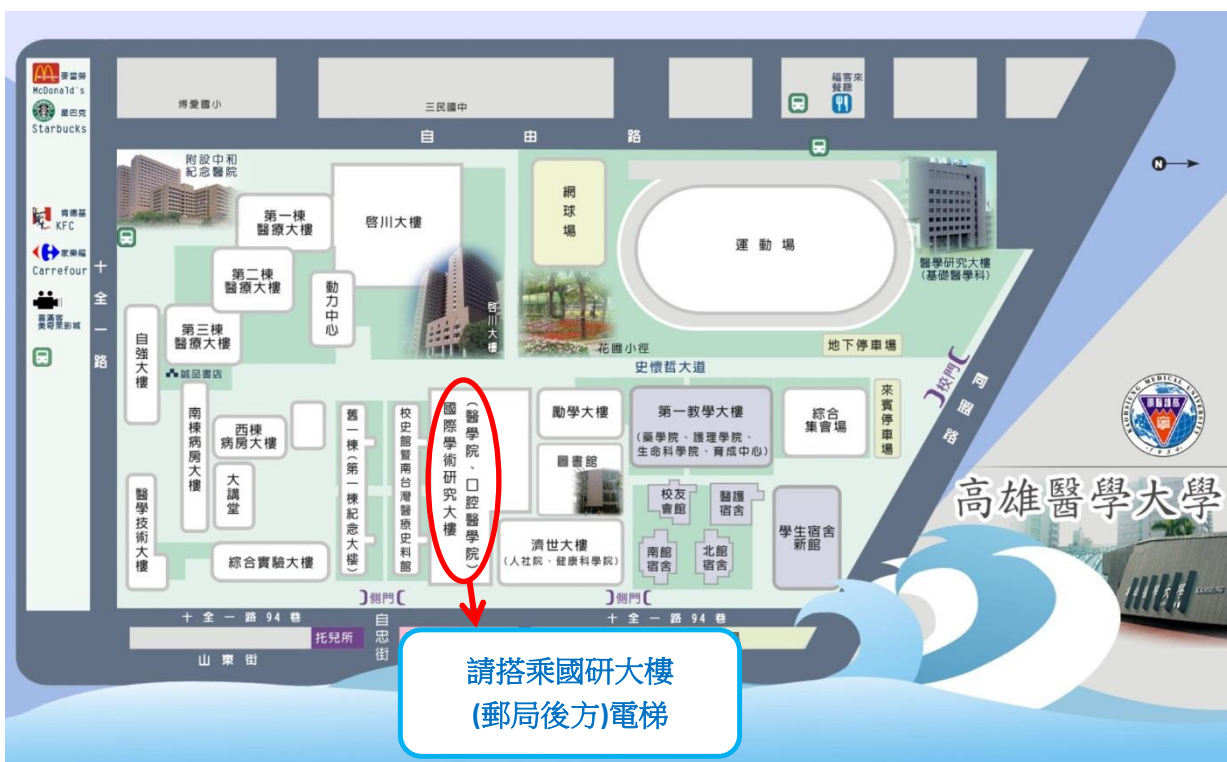 麥當勞
McDonald's
星巴克
Starbucks
肯德基
KFC
家樂福
Carrefour
喜滿客
美奇萊影城
十全一路
博愛國小
三民國中
福客來
餐廳
自由路
N
附設中和
紀念醫院
第一棟
醫療大樓
啓川大樓
網球場
運動場
醫學研究大樓
(基礎醫學科)
第二棟
醫療大樓
動力中心
啓川大樓
第三棟
醫療大樓
自強大樓
誠品書店
花圃小徑
地下停車場
史懷哲大道
校門
同盟路
南棟病房大樓
西棟
病房大樓
大講堂
醫學技術大樓
綜合實驗大樓
舊一棟(第一棟紀念大樓)
校史館暨南台灣醫療史料館
國際學術研究大樓
(醫學院、口腔醫學院)
勵學大樓
圖書館
濟世大樓
(人社院、健康科學院)
第一教學大樓
(藥學院、護理學院、
生命科學院、育成中心)
綜合
集會場
來賓停車場
校友
會館
醫護
宿舍
南館
宿舍
北館
宿舍
學生宿舍
新館
側門
側門
十全一路94巷
十全一路94巷
托兒所
自忠街
山東街
KAOHSIUNG MEDICAL UNIVERSITY
1954
高雄醫學大學
請搭乘國研大樓
(郵局後方)電梯